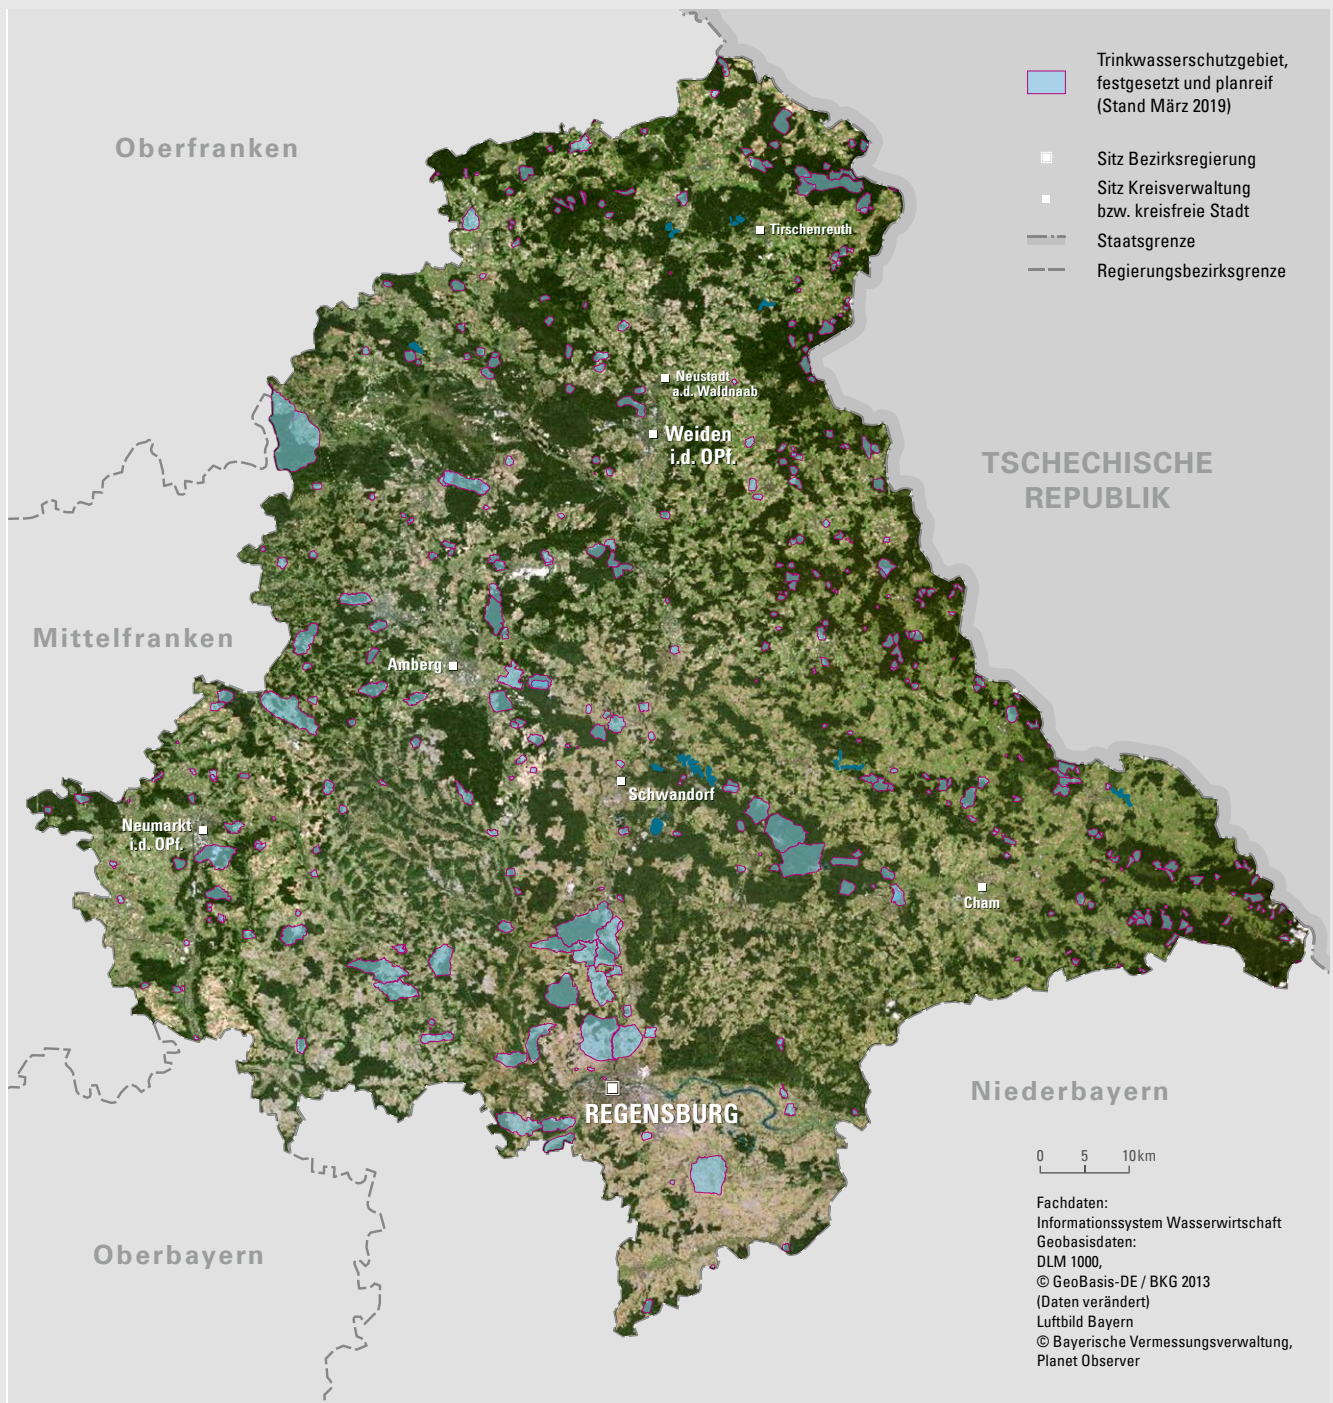 Trinkwasserschutzgebiet,
festgesetzt und planreif
(Stand März 2019)
Sitz Bezirksregierung
Sitz Kreisverwaltung
bzw. kreisfreie Stadt
Staatsgrenze
Regierungsbezirksgrenze
Oberfranken
Tirschenreuth
Neustadt
a.d. Waldnaab
Weiden
i.d. OPf.
TSCHECHISCHE
REPUBLIK
Mittelfranken
Amberg
Schwandorf
Neumarkt
i.d. OPf.
Cham
REGENSBURG
Niederbayern
Oberbayern
0 5 10 km
Fachdaten:
Informationssystem Wasserwirtschaft
Geobasisdaten:
DLM 1000,
© GeoBasis-DE / BKG 2013
(Daten verändert)
Luftbild Bayern
© Bayerische Vermessungsverwaltung,
Planet Observer